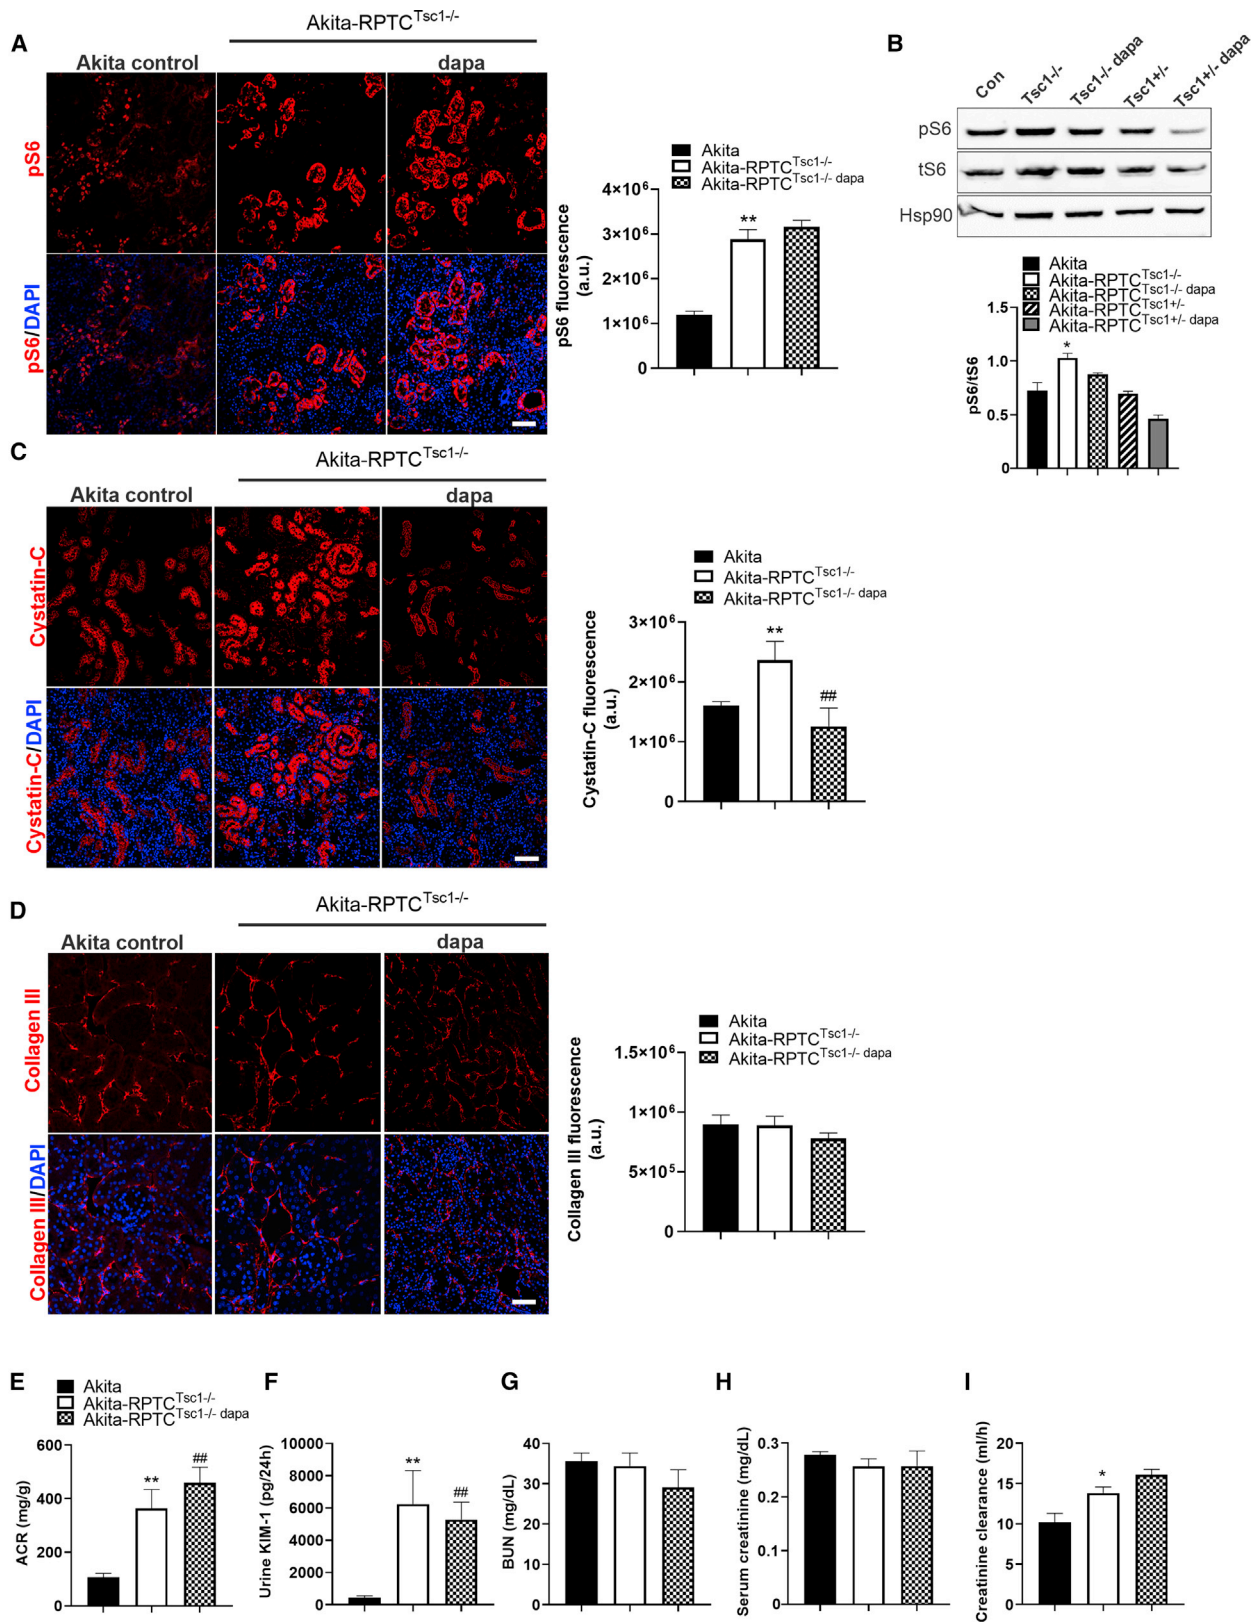 A
Akita-RPTC^Tsc1-/-
Akita control
dapa
pS6
pS6/DAPI
Akita
Akita-RPTC^Tsc1-/-
Akita-RPTC^Tsc1-/- dapa
pS6 fluorescence
(a.u.)
4×10⁶
3×10⁶
2×10⁶
1×10⁶
0
**
B
Con
Tsc1-/-
Tsc1-/- dapa
Tsc1+/-
Tsc1+/- dapa
pS6
tS6
Hsp90
Akita
Akita-RPTC^Tsc1-/-
Akita-RPTC^Tsc1-/- dapa
Akita-RPTC^Tsc1+/-
Akita-RPTC^Tsc1+/- dapa
pS6/tS6
1.5
1.0
0.5
0
*
C
Akita-RPTC^Tsc1-/-
Akita control
dapa
Cystatin-C
Cystatin-C/DAPI
Akita
Akita-RPTC^Tsc1-/-
Akita-RPTC^Tsc1-/- dapa
Cystatin-C fluorescence
(a.u.)
3×10⁶
2×10⁶
1×10⁶
0
**
##
D
Akita-RPTC^Tsc1-/-
Akita control
dapa
Collagen III
Collagen III/DAPI
Akita
Akita-RPTC^Tsc1-/-
Akita-RPTC^Tsc1-/- dapa
Collagen III fluorescence
(a.u.)
1.5×10⁶
1×10⁶
5×10⁵
0
E
Akita
Akita-RPTC^Tsc1-/-
Akita-RPTC^Tsc1-/- dapa
ACR (mg/g)
600
400
200
0
**
##
F
Urine KIM-1 (pg/24h)
10000
8000
6000
4000
2000
0
**
##
G
BUN (mg/dL)
40
30
20
10
0
H
Serum creatinine (mg/dL)
0.3
0.2
0.1
0
I
Creatinine clearance (ml/h)
20
15
10
5
0
*